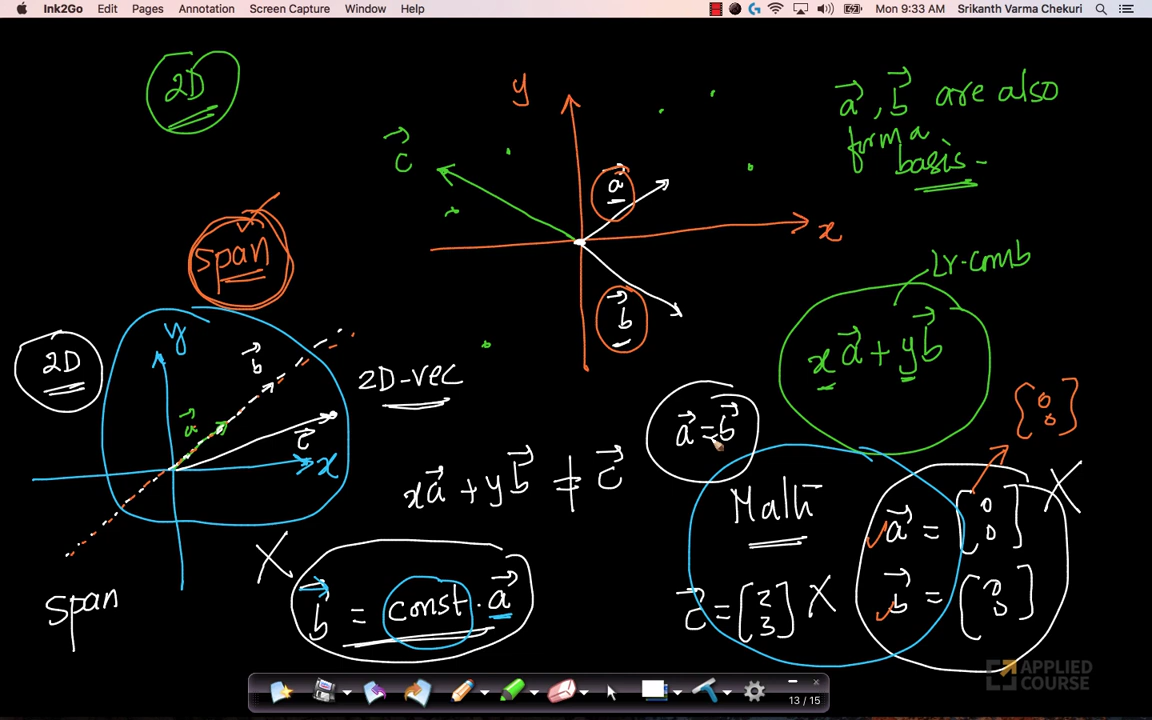 Ink2Go Edit Pages Annotation Screen Capture Window Help Mon 9:33 AM Srikanth Varma Chekuri
2D
y
x
a⃗
b⃗
c⃗
a⃗, b⃗ are also
form a
basis -
span
Lr-comb
xa⃗ + yb⃗
2D
y
b⃗
a⃗
c⃗
x
2D-vec
a⃗ = b⃗
[0
0]
xa⃗ + yb⃗ ≠ c⃗
Math
a⃗ = [0
0]
X
span
X
b⃗ = const. a⃗
c⃗ = [2
3] X
b⃗ = [0
0]
APPLIED
COURSE
13 / 15